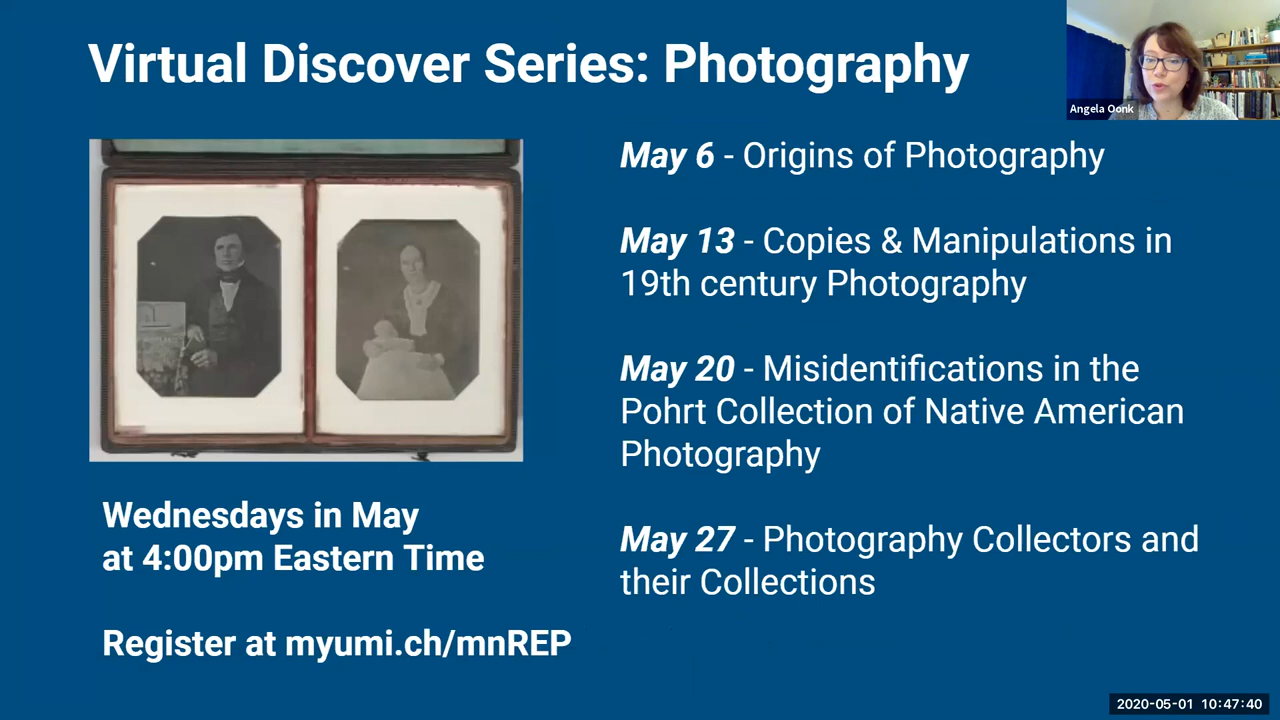 Virtual Discover Series: Photography
Angela Oonk
May 6 - Origins of Photography
May 13 - Copies & Manipulations in
19th century Photography
May 20 - Misidentifications in the
Pohrt Collection of Native American
Photography
May 27 - Photography Collectors and
their Collections
Wednesdays in May
at 4:00pm Eastern Time
Register at myumi.ch/mnREP
2020-05-01 10:47:40